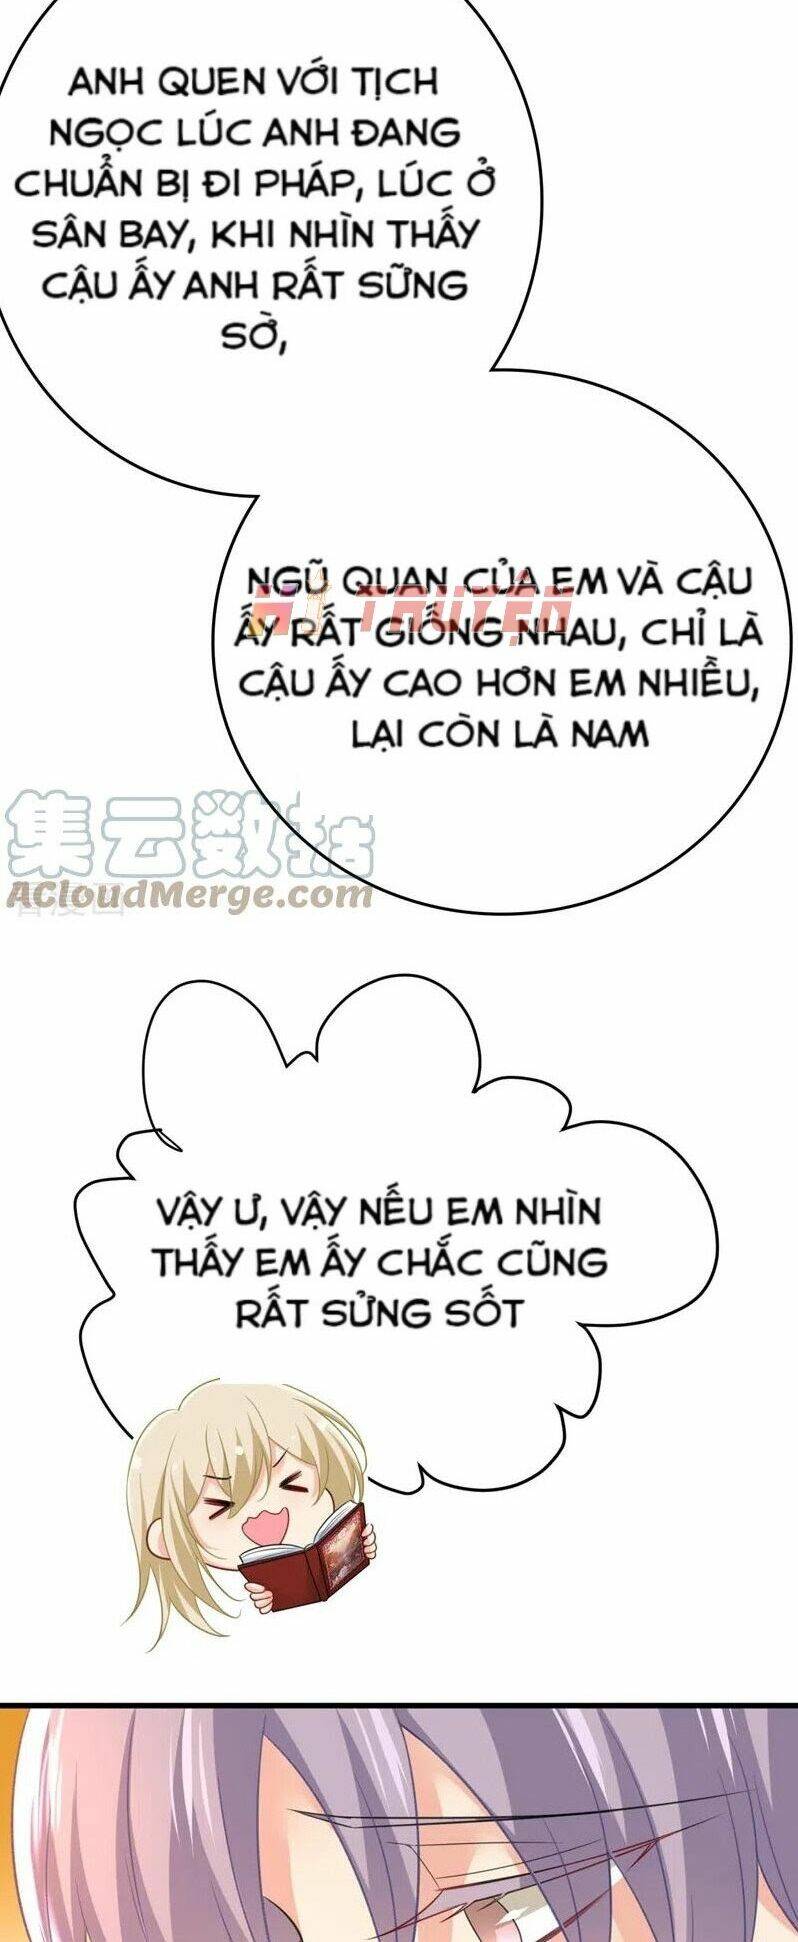 ANH QUEN VỚI TỊCH
NGỌC LÚC ANH ĐANG
CHUẨN BỊ ĐI PHÁP, LÚC Ở
SÂN BAY, KHI NHÌN THẤY
CẬU ẤY ANH RẤT SỮNG
SỜ,
NGŨ QUAN CỦA EM VÀ CẬU
HI TRUYỆN
ẤY RẤT GIỐNG NHAU, CHỈ LÀ
CẬU ẤY CAO HƠN EM NHIỀU,
LẠI CÒN LÀ NAM
集云数据
ACloudMerge.com
VẬY Ư, VẬY NẾU EM NHÌN
THẤY EM ẤY CHẮC CŨNG
RẤT SỬNG SỐT